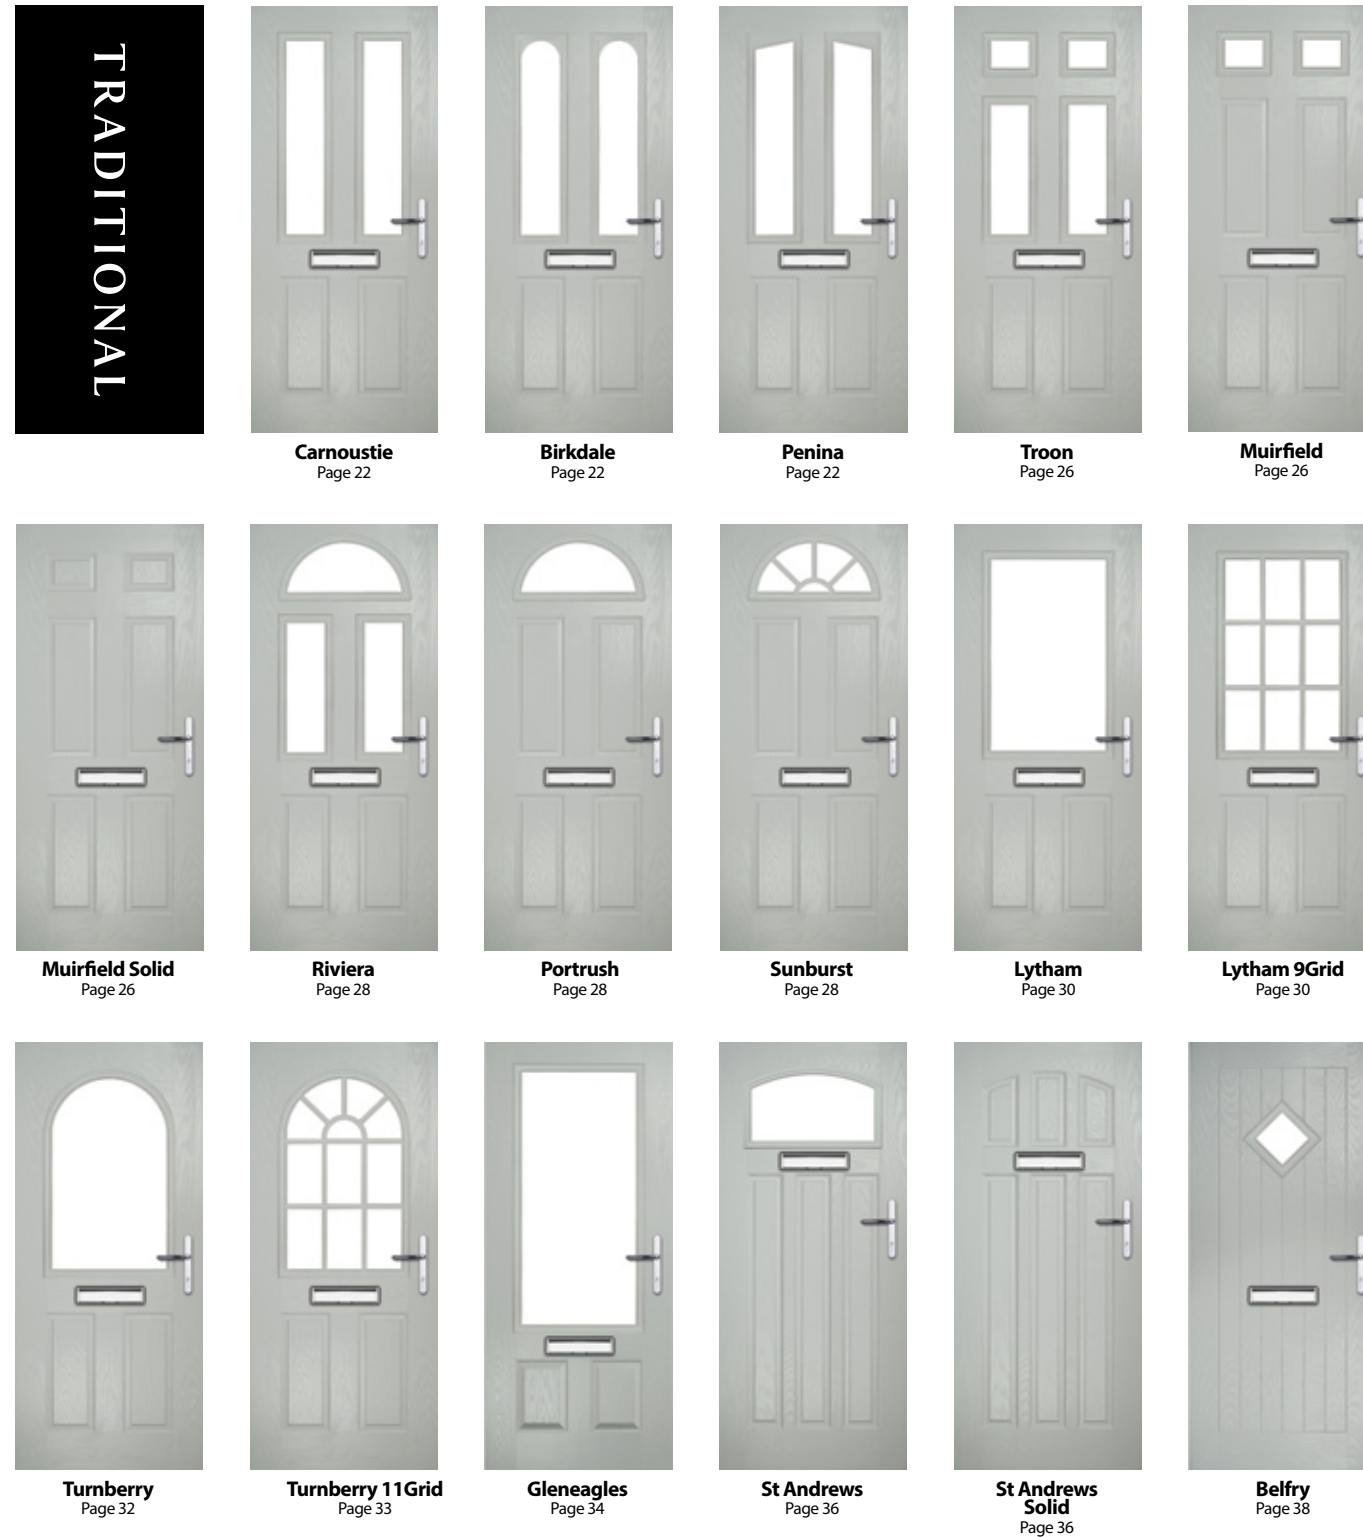 TRADITIONAL
Carnoustie
Page 22
Birkdale
Page 22
Penina
Page 22
Troon
Page 26
Muirfield
Page 26
Muirfield Solid
Page 26
Riviera
Page 28
Portrush
Page 28
Sunburst
Page 28
Lytham
Page 30
Lytham 9Grid
Page 30
Turnberry
Page 32
Turnberry 11Grid
Page 33
Gleneagles
Page 34
St Andrews
Page 36
St Andrews
Solid
Page 36
Belfry
Page 38